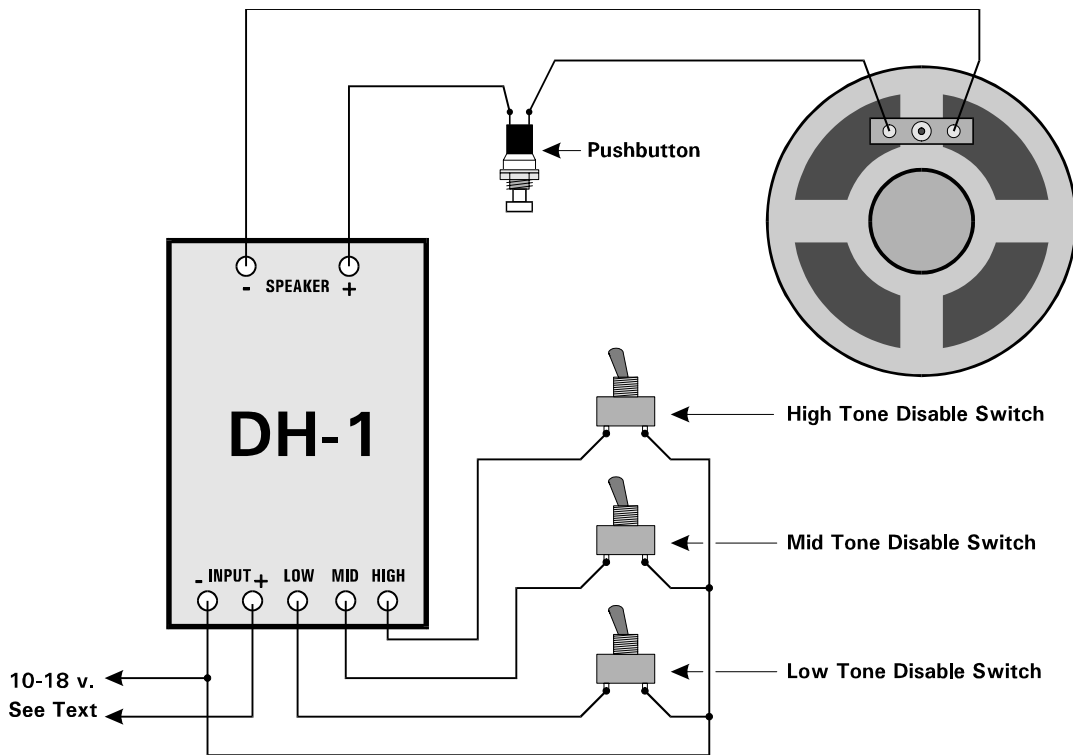 Pushbutton
- SPEAKER +
DH-1
High Tone Disable Switch
Mid Tone Disable Switch
- INPUT + LOW MID HIGH
Low Tone Disable Switch
10-18 v.
See Text